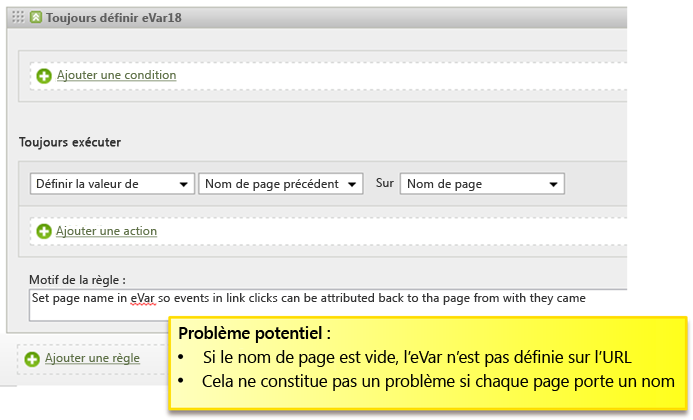 Toujours définir eVar18
Ajouter une condition
Toujours exécuter
Définir la valeur de Nom de page précédent Sur Nom de page
Ajouter une action
Motif de la règle :
Set page name in eVar so events in link clicks can be attributed back to tha page from with they came
Ajouter une règle
Problème potentiel :
• Si le nom de page est vide, l’eVar n’est pas définie sur l’URL
• Cela ne constitue pas un problème si chaque page porte un nom